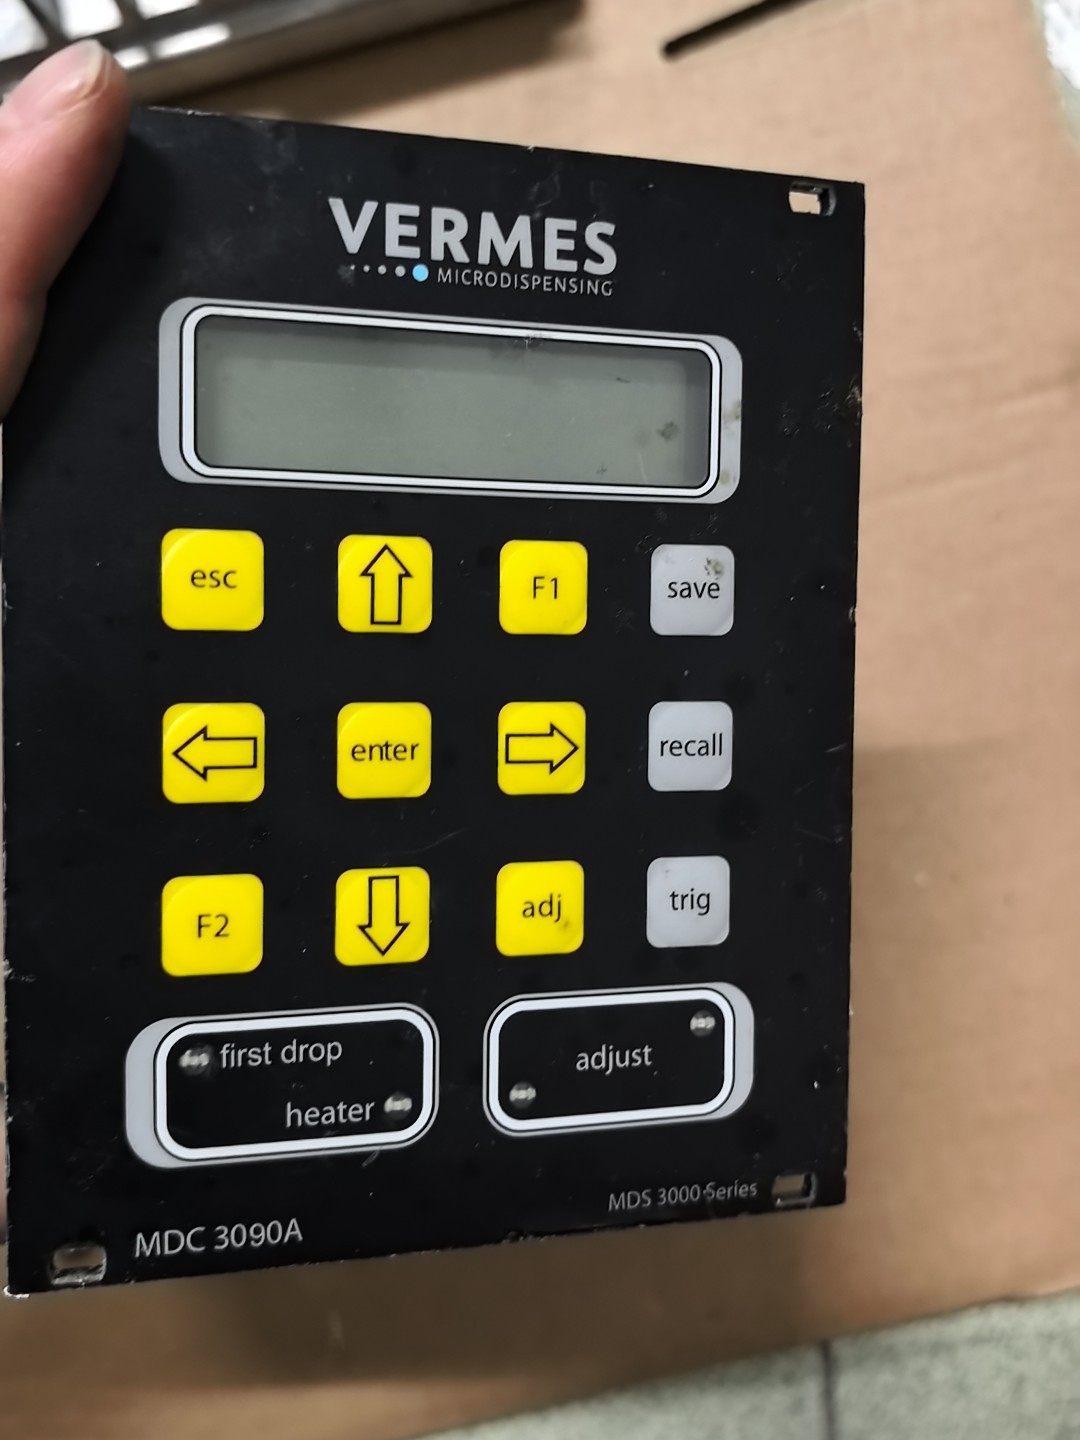 VERMES
MICRODISPENSING
esc
F1
save
enter
recall
F2
adj
trig
first drop
heater
adjust
MDS 3000 Series
MDC 3090A